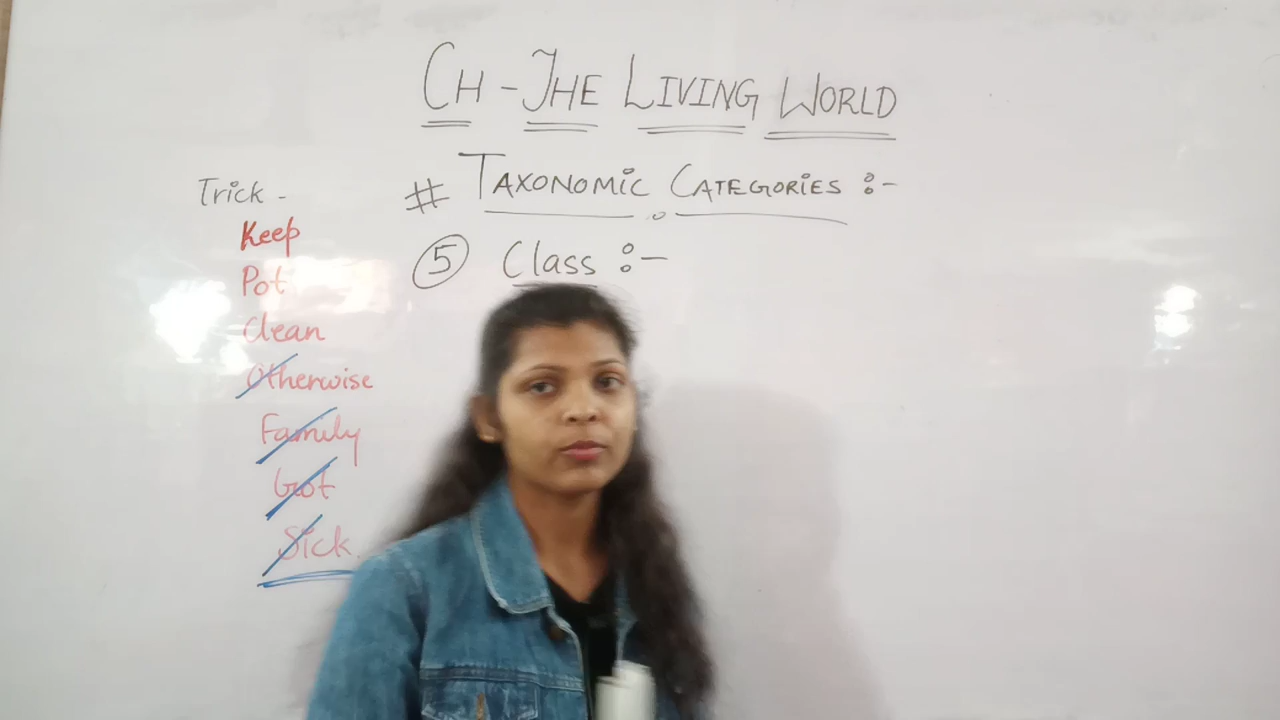 CH - THE LIVING WORLD
# TAXONOMIC CATEGORIES :-
5 Class :-
Trick -
Keep
Pot
Clean
Otherwise
Family
Got
Sick.